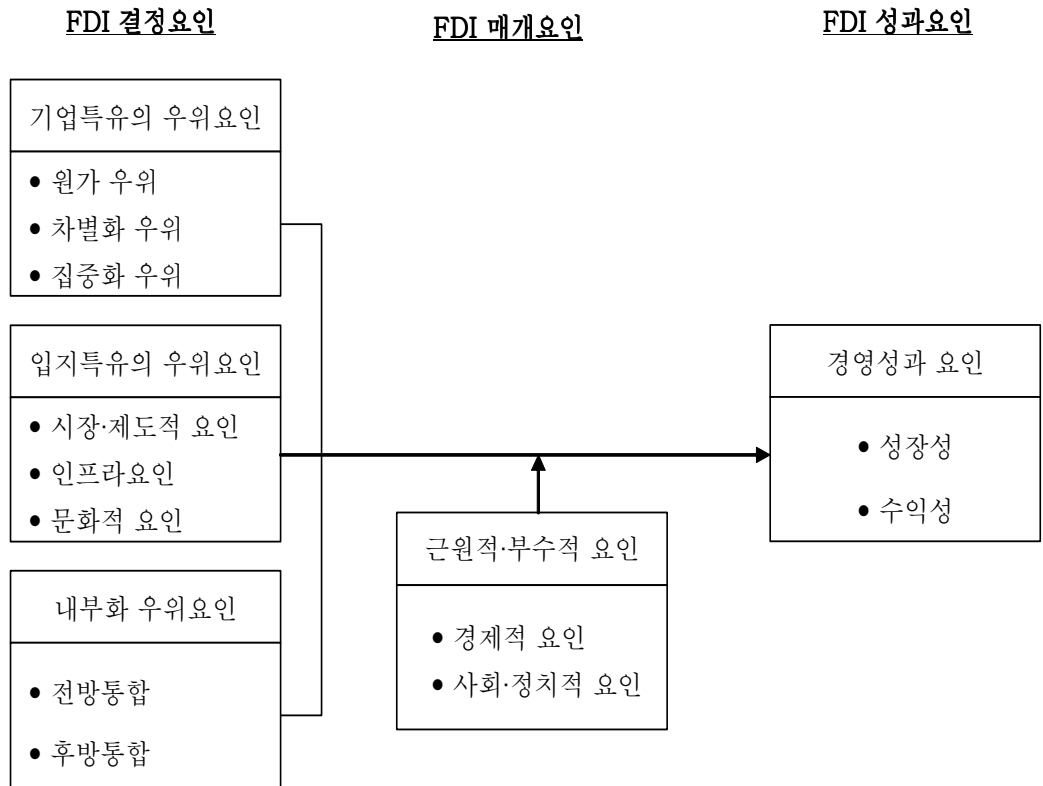 FDI 결정요인
FDI 매개요인
FDI 성과요인
기업특유의 우위요인
• 원가 우위
• 차별화 우위
• 집중화 우위
입지특유의 우위요인
• 시장·제도적 요인
• 인프라요인
• 문화적 요인
내부화 우위요인
• 전방통합
• 후방통합
근원적·부수적 요인
• 경제적 요인
• 사회·정치적 요인
경영성과 요인
• 성장성
• 수익성